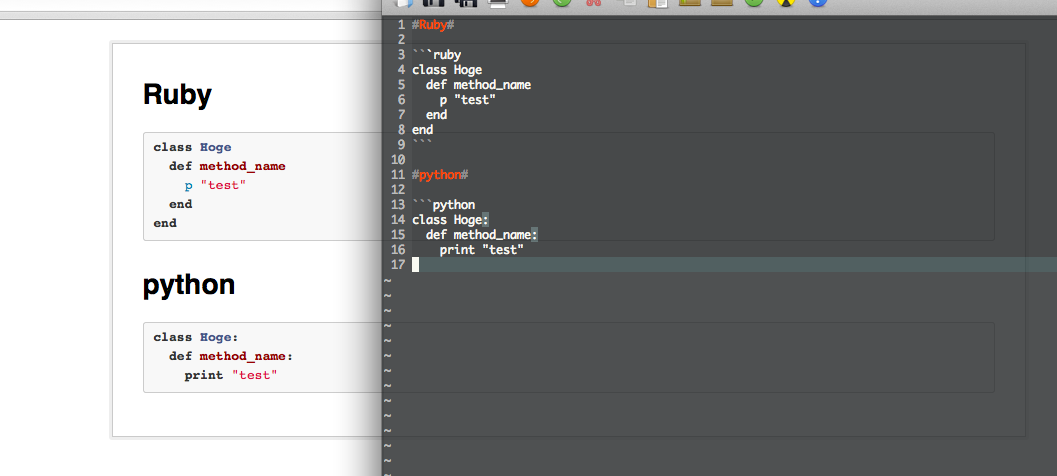 Ruby
class Hoge
  def method_name
    p "test"
  end
end
python
class Hoge:
  def method_name:
    print "test"
1 #Ruby#
2
3 ```ruby
4 class Hoge
5   def method_name
6     p "test"
7   end
8 end
9 ```
10
11 #python#
12
13 ```python
14 class Hoge:
15   def method_name:
16     print "test"
17
~
~
~
~
~
~
~
~
~
~
~
~
~